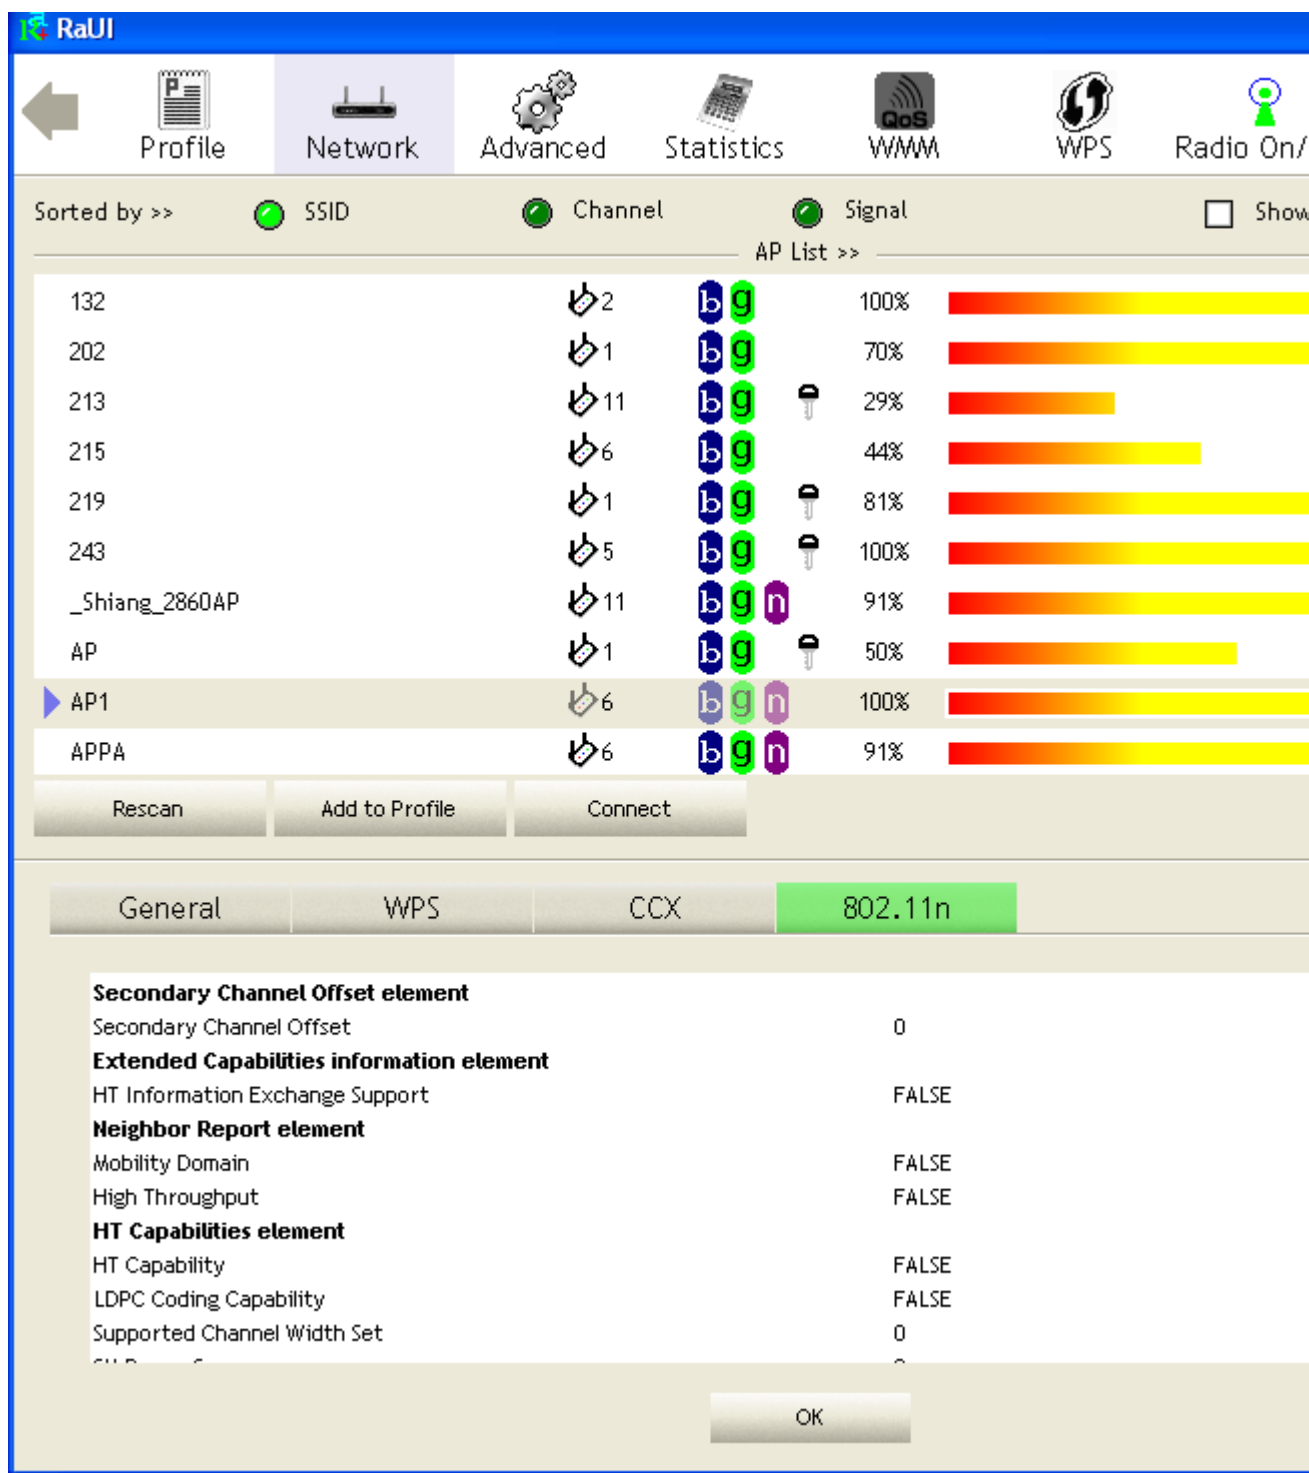 RaUI
Profile Network Advanced Statistics QoS WMM WPS Radio On/
Sorted by >> SSID Channel Signal Show
AP List >>
132 2 b g 100%
202 1 b g 70%
213 11 b g 29%
215 6 b g 44%
219 1 b g 81%
243 5 b g 100%
_Shiang_2860AP 11 b g n 91%
AP 1 b g 50%
AP1 6 b g n 100%
APPA 6 b g n 91%
Rescan Add to Profile Connect
General WPS CCX 802.11n
Secondary Channel Offset element
Secondary Channel Offset 0
Extended Capabilities information element
HT Information Exchange Support FALSE
Neighbor Report element
Mobility Domain FALSE
High Throughput FALSE
HT Capabilities element
HT Capability FALSE
LDPC Coding Capability FALSE
Supported Channel Width Set 0
OK